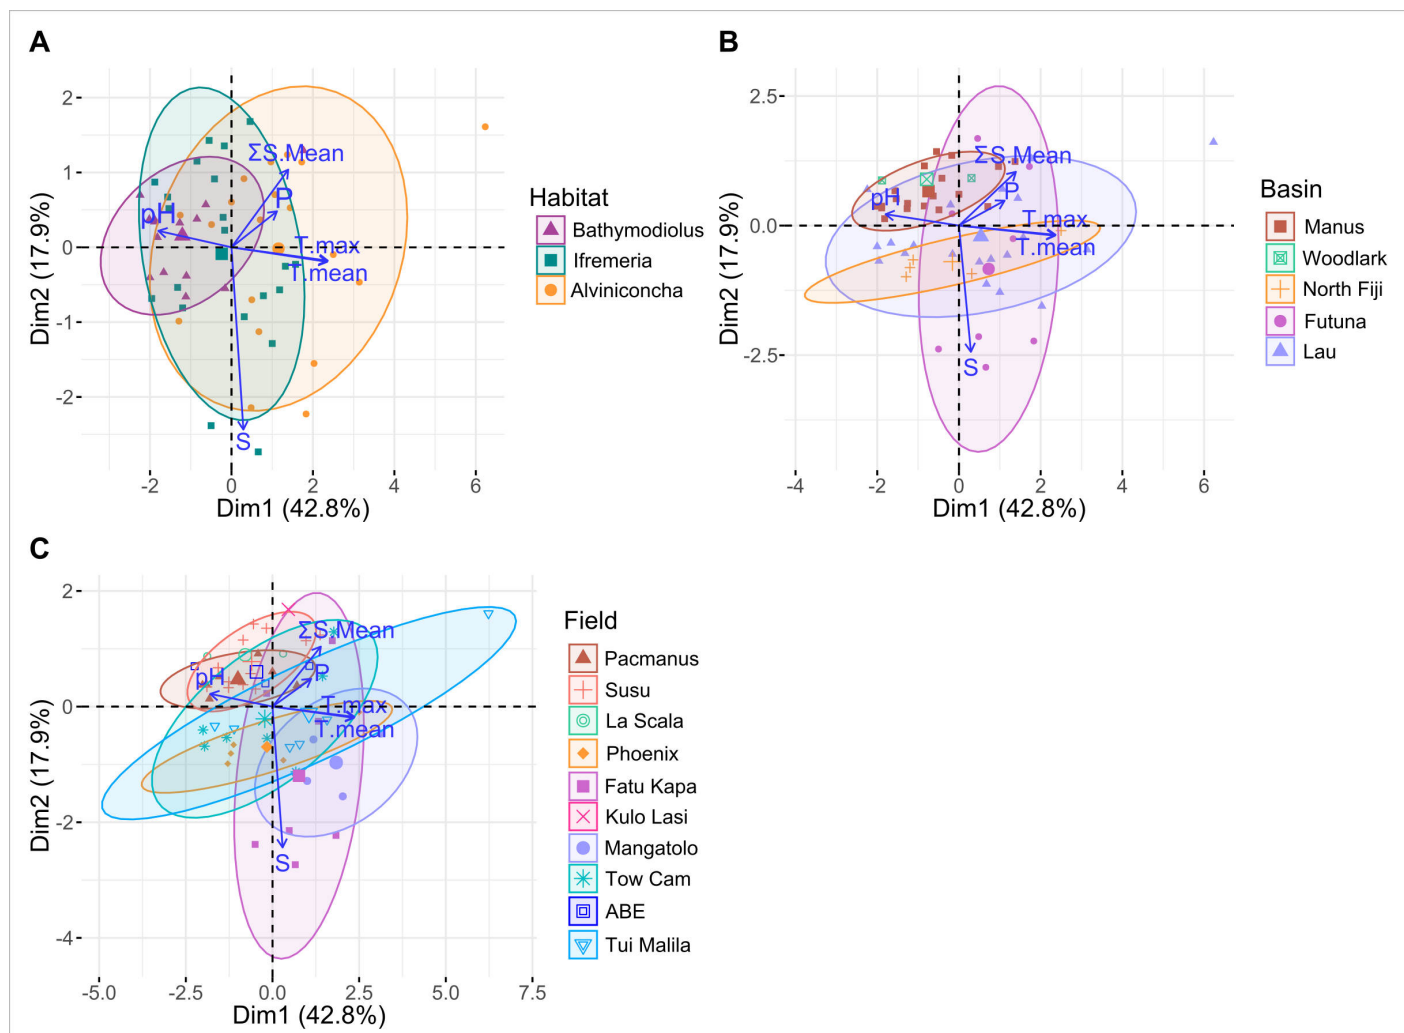 A
2
1
0
-1
-2
-2
0
2
4
6
Dim1 (42.8%)
Dim2 (17.9%)
ΣS.Mean
P
pH
T.max
T.mean
S
Habitat
Bathymodiolus
Ifremeria
Alviniconcha
B
2.5
0.0
-2.5
-4
-2
0
2
4
6
Dim1 (42.8%)
Dim2 (17.9%)
ΣS.Mean
P
pH
T.max
T.mean
S
Basin
Manus
Woodlark
North Fiji
Futuna
Lau
C
2
0
-2
-4
-5.0
-2.5
0.0
2.5
5.0
7.5
Dim1 (42.8%)
Dim2 (17.9%)
ΣS.Mean
P
pH
T.max
T.mean
S
Field
Pacmanus
Susu
La Scala
Phoenix
Fatu Kapa
Kulo Lasi
Mangatolo
Tow Cam
ABE
Tui Malila